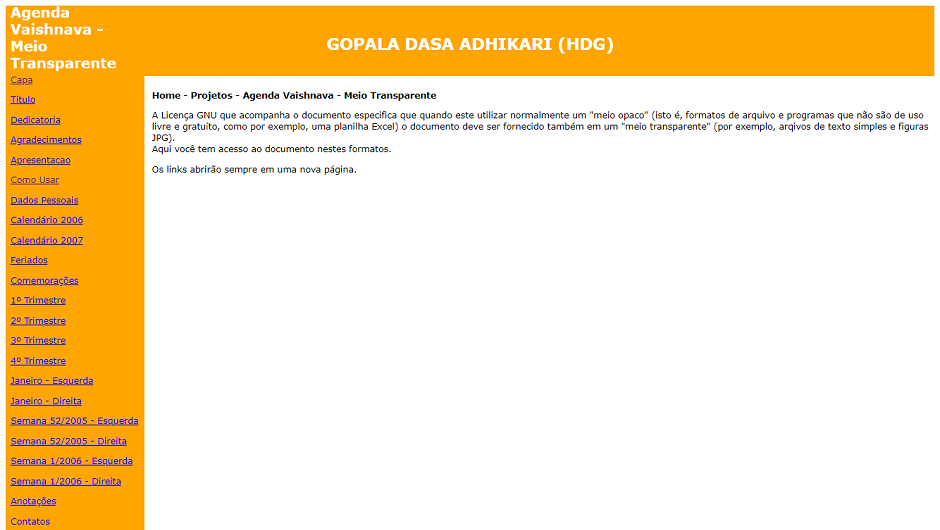 Agenda
Vaishnava -
Meio
Transparente
GOPALA DASA ADHIKARI (HDG)
Capa
Título
Dedicatoria
Agradecimentos
Apresentacao
Como Usar
Dados Pessoais
Calendário 2006
Calendário 2007
Feriados
Comemorações
1º Trimestre
2º Trimestre
3º Trimestre
4º Trimestre
Janeiro - Esquerda
Janeiro - Direita
Semana 52/2005 - Esquerda
Semana 52/2005 - Direita
Semana 1/2006 - Esquerda
Semana 1/2006 - Direita
Anotações
Contatos
Home - Projetos - Agenda Vaishnava - Meio Transparente
A Licença GNU que acompanha o documento especifica que quando este utilizar normalmente um "meio opaco" (isto é, formatos de arquivo e programas que não são de uso
livre e gratuíto, como por exemplo, uma planilha Excel) o documento deve ser fornecido também em um "meio transparente" (por exemplo, arqivos de texto simples e figuras
JPG).
Aqui você tem acesso ao documento nestes formatos.
Os links abrirão sempre em uma nova página.